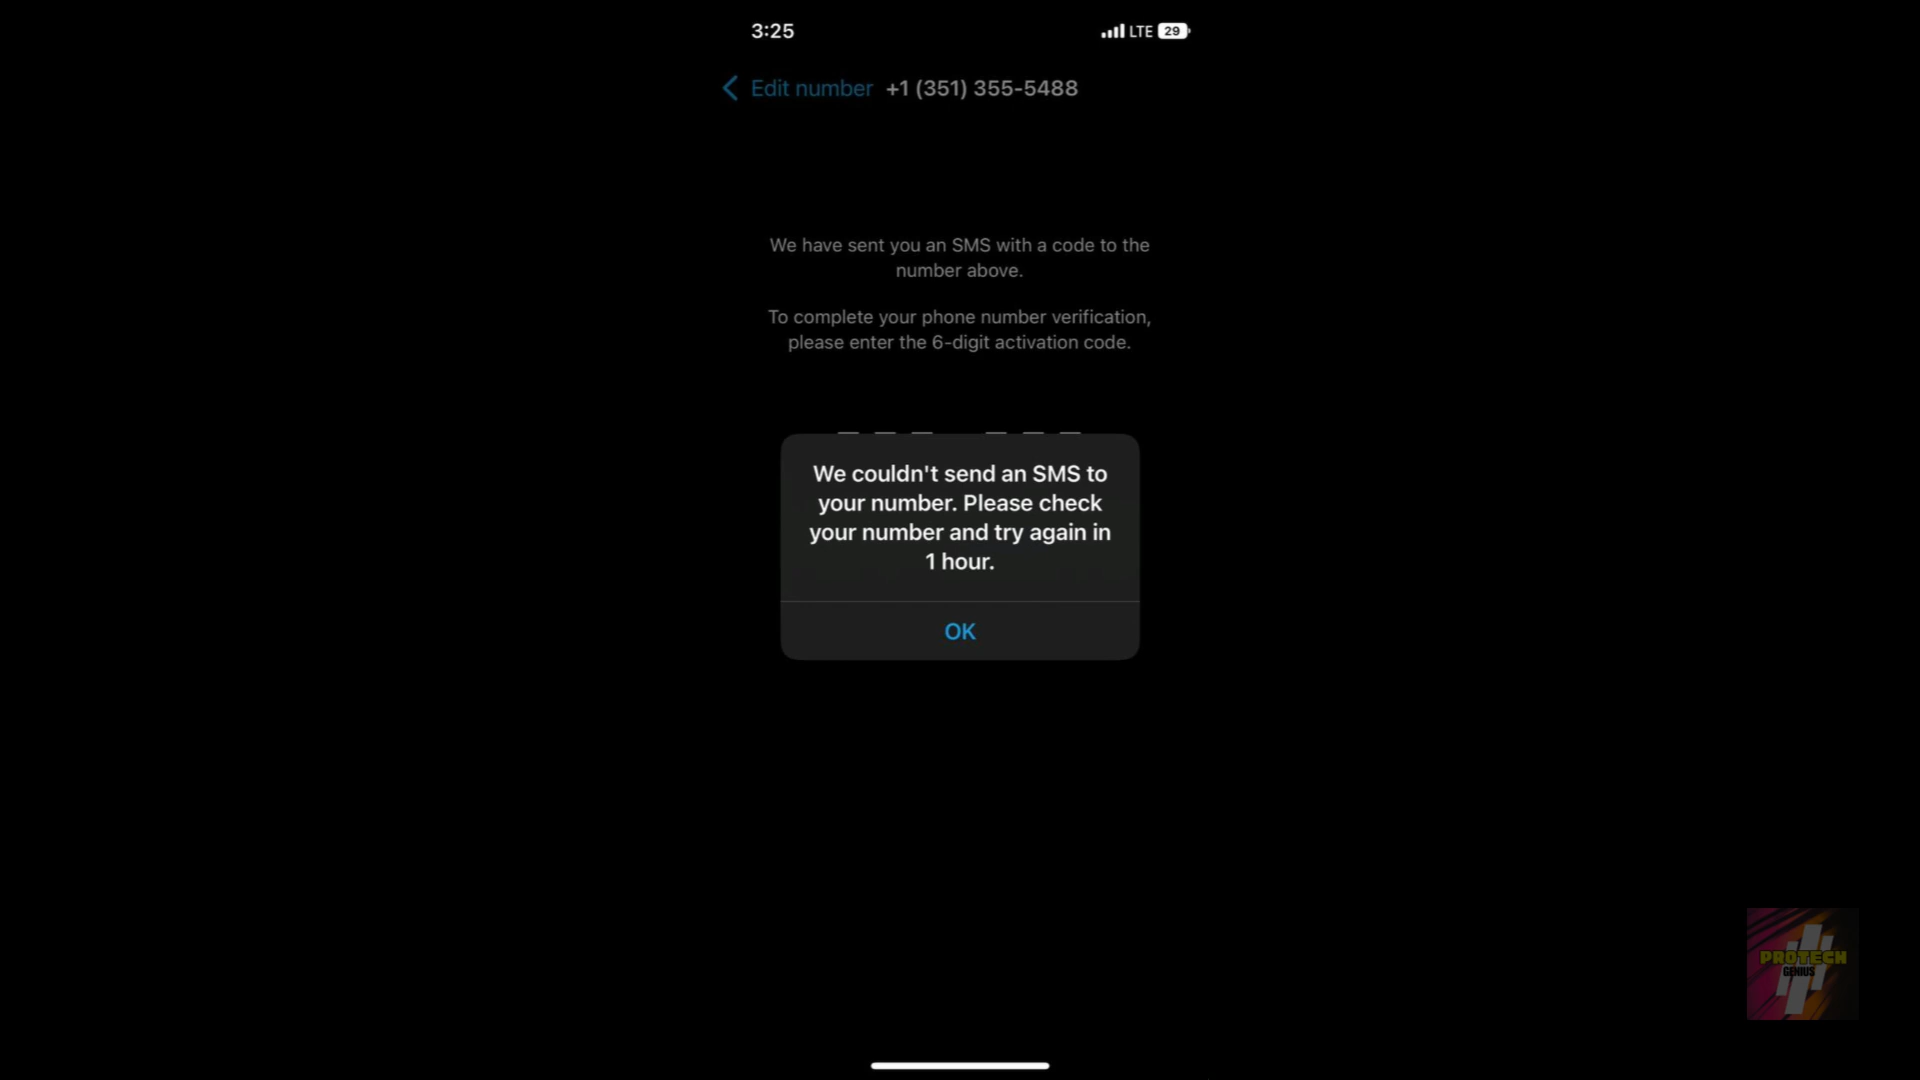 3:25
LTE 29
Edit number +1 (351) 355-5488
We have sent you an SMS with a code to the
number above.
To complete your phone number verification,
please enter the 6-digit activation code.
We couldn't send an SMS to
your number. Please check
your number and try again in
1 hour.
OK
PROTECH
GENIUS